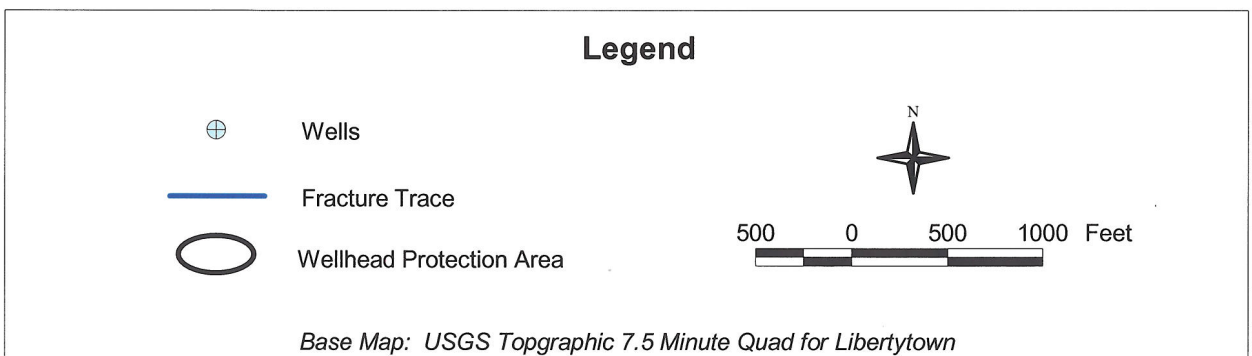 Legend
Wells
N
Fracture Trace
500 0 500 1000 Feet
Wellhead Protection Area
Base Map: USGS Topgraphic 7.5 Minute Quad for Libertytown